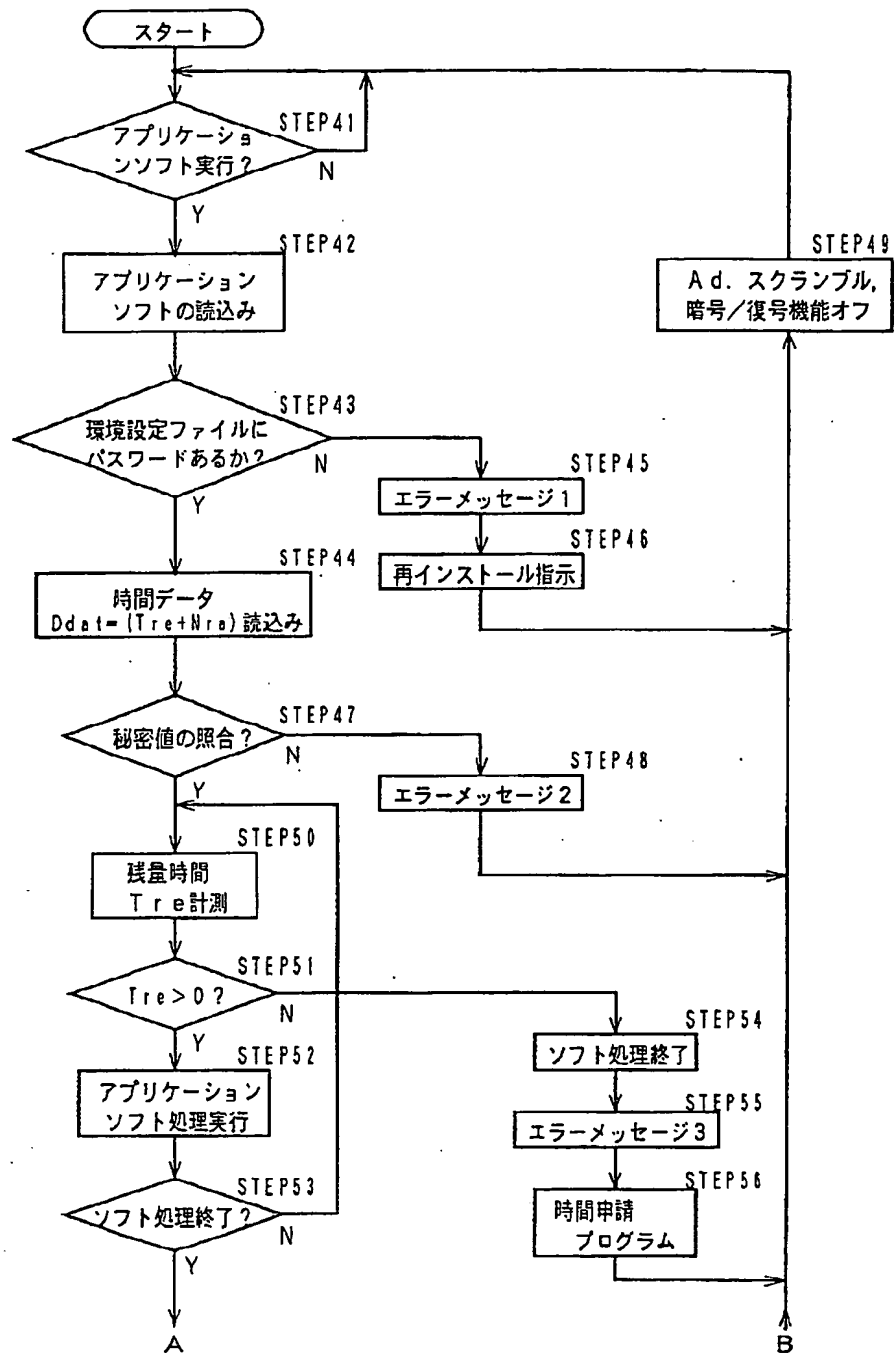 スタート
STEP41
アプリケーショ
ンソフト実行?
N
Y
STEP42
アプリケーション
ソフトの読込み
STEP49
Ad. スクランブル,
暗号/復号機能オフ
STEP43
環境設定ファイルに
パスワードあるか?
N
Y
STEP45
エラーメッセージ1
STEP46
再インストール指示
STEP44
時間データ
Ddat=(Tre+Nra)読込み
STEP47
秘密値の照合?
N
Y
STEP48
エラーメッセージ2
STEP50
残量時間
Tre計測
STEP51
Tre>0?
N
Y
STEP52
アプリケーション
ソフト処理実行
STEP54
ソフト処理終了
STEP55
エラーメッセージ3
STEP53
ソフト処理終了?
N
Y
STEP56
時間申請
プログラム
A
B